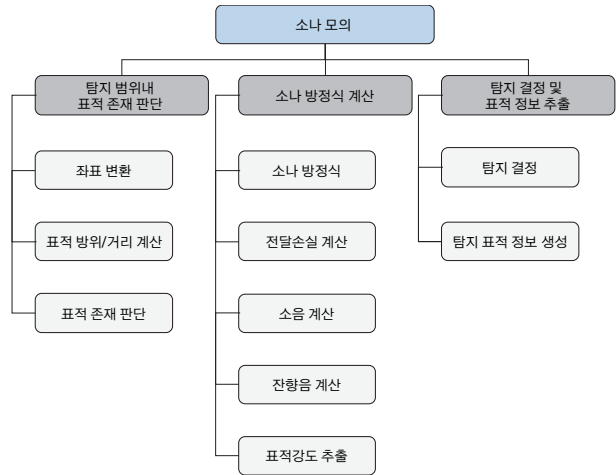 소나 모의
탐지 범위내
표적 존재 판단
좌표 변환
표적 방위/거리 계산
표적 존재 판단
소나 방정식 계산
소나 방정식
전달손실 계산
소음 계산
잔향음 계산
표적강도 추출
탐지 결정 및
표적 정보 추출
탐지 결정
탐지 표적 정보 생성